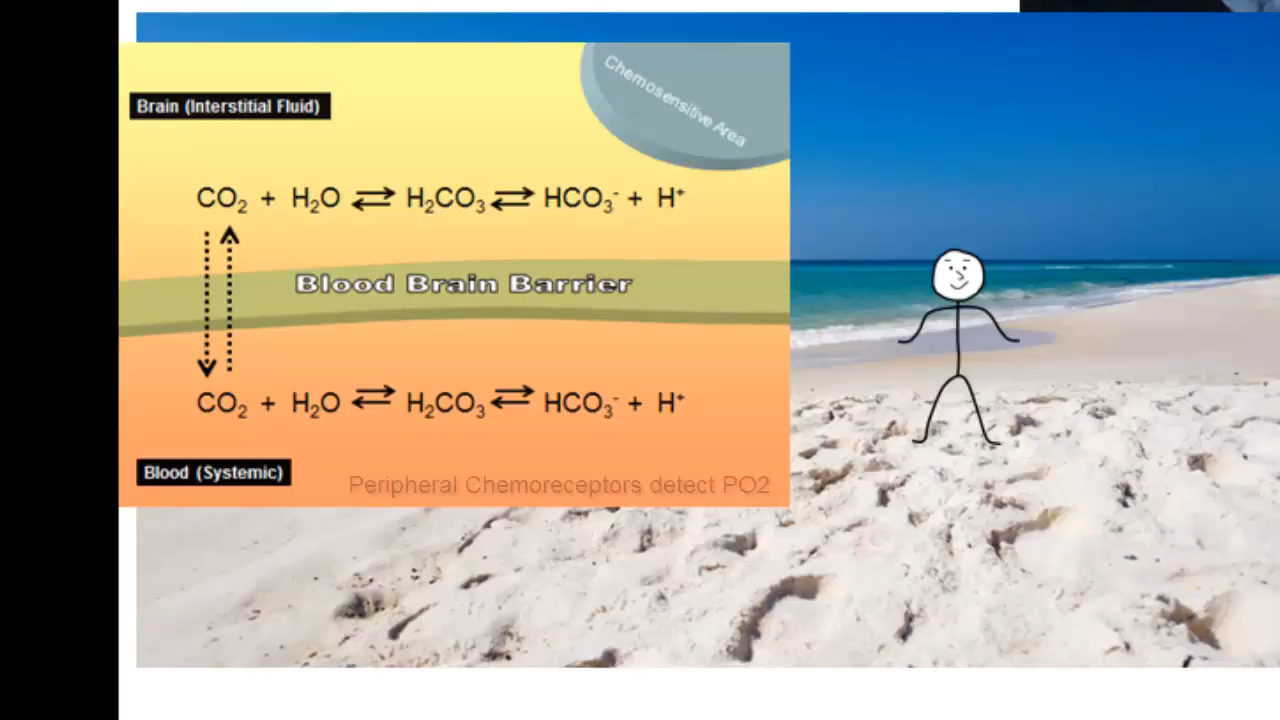 Chemosensitive Area
Brain (Interstitial Fluid)
CO₂ + H₂O ⇌ H₂CO₃ ⇌ HCO₃⁻ + H⁺
Blood Brain Barrier
CO₂ + H₂O ⇌ H₂CO₃ ⇌ HCO₃⁻ + H⁺
Blood (Systemic)
Peripheral Chemoreceptors detect PO2